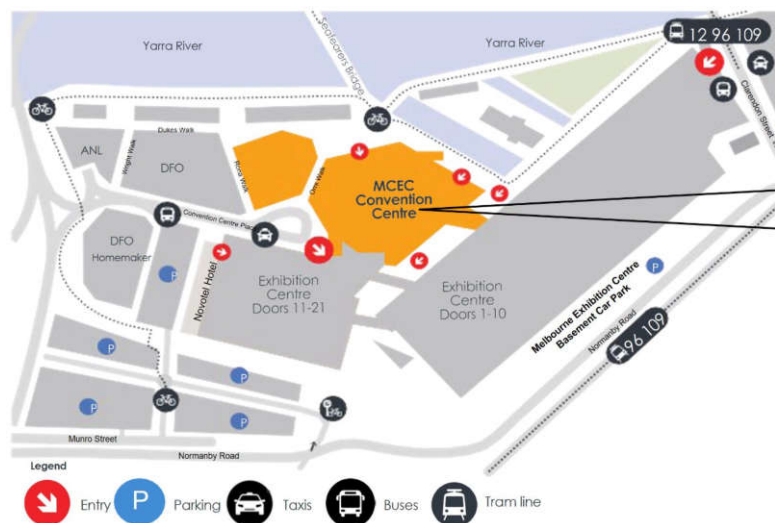 Yarra River
Seafarers Bridge
Yarra River
12 96 109
Clarendon Street
ANL
Wright Walk
Dukes Walk
DFO
Rona Walk
Orr Walk
MCEC
Convention
Centre
Convention Centre Place
DFO
Homemaker
P
Novotel Hotel
Exhibition
Centre
Doors 11-21
Exhibition
Centre
Doors 1-10
P
Melbourne Exhibition Centre
Basement Car Park
Normanby Road
96 109
P
P
P
P
Munro Street
Normanby Road
Legend
Entry
P
Parking
Taxis
Buses
Tram line